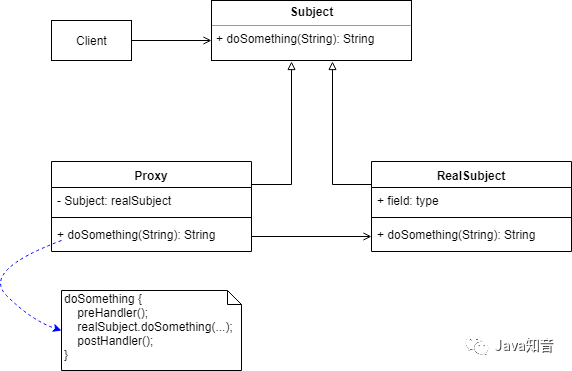 Subject
Client
+ doSomething(String): String
Proxy
RealSubject
- Subject: realSubject
+ field: type
+ doSomething(String): String
+ doSomething(String): String
doSomething {
preHandler();
realSubject.doSomething(...);
postHandler();
}
Java知音